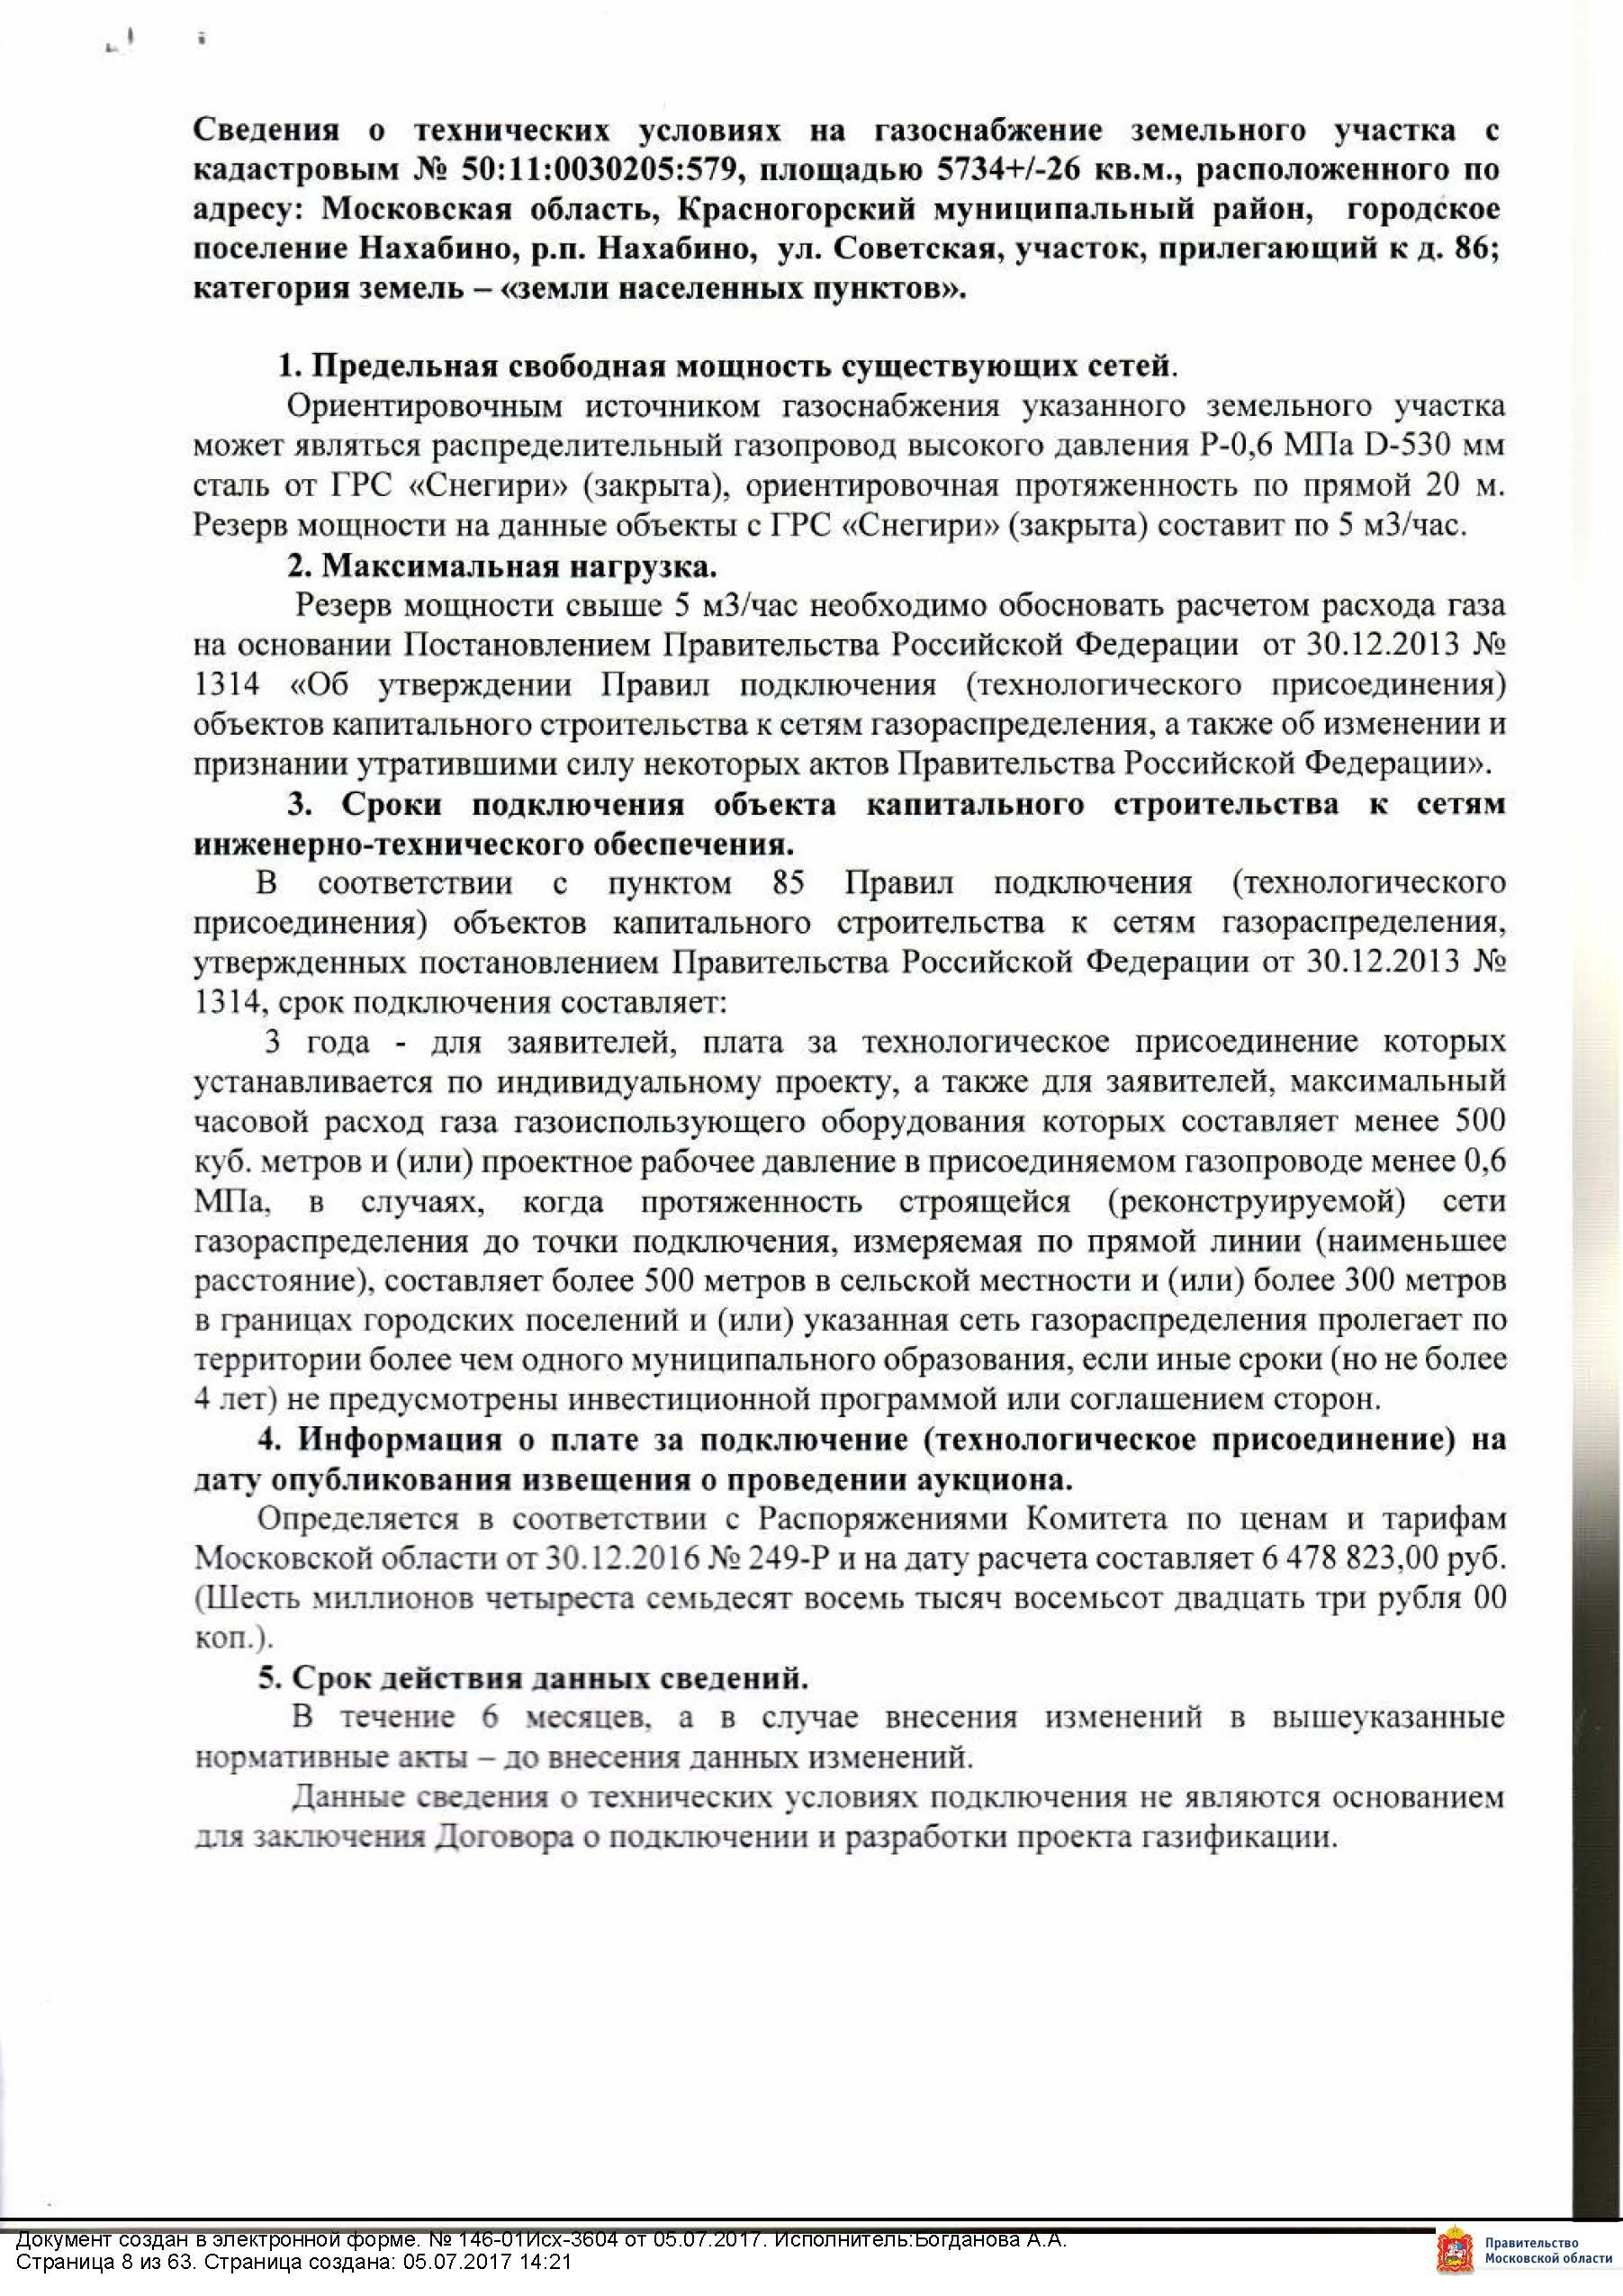 Сведения о технических условиях на газоснабжение земельного участка с
кадастровым № 50:11:0030205:579, площадью 5734+/-26 кв.м., расположенного по
адресу: Московская область, Красногорский муниципальный район, городское
поселение Нахабино, р.п. Нахабино, ул. Советская, участок, прилегающий к д. 86;
категория земель – «земли населенных пунктов».
1. Предельная свободная мощность существующих сетей.
Ориентировочным источником газоснабжения указанного земельного участка
может являться распределительный газопровод высокого давления Р-0,6 МПа D-530 мм
сталь от ГРС «Снегири» (закрыта), ориентировочная протяженность по прямой 20 м.
Резерв мощности на данные объекты с ГРС «Снегири» (закрыта) составит по 5 м3/час.
2. Максимальная нагрузка.
Резерв мощности свыше 5 м3/час необходимо обосновать расчетом расхода газа
на основании Постановлением Правительства Российской Федерации от 30.12.2013 №
1314 «Об утверждении Правил подключения (технологического присоединения)
объектов капитального строительства к сетям газораспределения, а также об изменении и
признании утратившими силу некоторых актов Правительства Российской Федерации».
3. Сроки подключения объекта капитального строительства к сетям
инженерно-технического обеспечения.
В соответствии с пунктом 85 Правил подключения (технологического
присоединения) объектов капитального строительства к сетям газораспределения,
утвержденных постановлением Правительства Российской Федерации от 30.12.2013 №
1314, срок подключения составляет:
3 года - для заявителей, плата за технологическое присоединение которых
устанавливается по индивидуальному проекту, а также для заявителей, максимальный
часовой расход газа газоиспользующего оборудования которых составляет менее 500
куб. метров и (или) проектное рабочее давление в присоединяемом газопроводе менее 0,6
МПа, в случаях, когда протяженность строящейся (реконструируемой) сети
газораспределения до точки подключения, измеряемая по прямой линии (наименьшее
расстояние), составляет более 500 метров в сельской местности и (или) более 300 метров
в границах городских поселений и (или) указанная сеть газораспределения пролегает по
территории более чем одного муниципального образования, если иные сроки (но не более
4 лет) не предусмотрены инвестиционной программой или соглашением сторон.
4. Информация о плате за подключение (технологическое присоединение) на
дату опубликования извещения о проведении аукциона.
Определяется в соответствии с Распоряжениями Комитета по ценам и тарифам
Московской области от 30.12.2016 № 249-Р и на дату расчета составляет 6 478 823,00 руб.
(Шесть миллионов четыреста семьдесят восемь тысяч восемьсот двадцать три рубля 00
коп.).
5. Срок действия данных сведений.
В течение 6 месяцев, а в случае внесения изменений в вышеуказанные
нормативные акты – до внесения данных изменений.
Данные сведения о технических условиях подключения не являются основанием
для заключения Договора о подключении и разработки проекта газификации.
Документ создан в электронной форме. № 146-01Исх-3604 от 05.07.2017. Исполнитель:Богданова А.А.
Страница 8 из 63. Страница создана: 05.07.2017 14:21
Правительство
Московской области